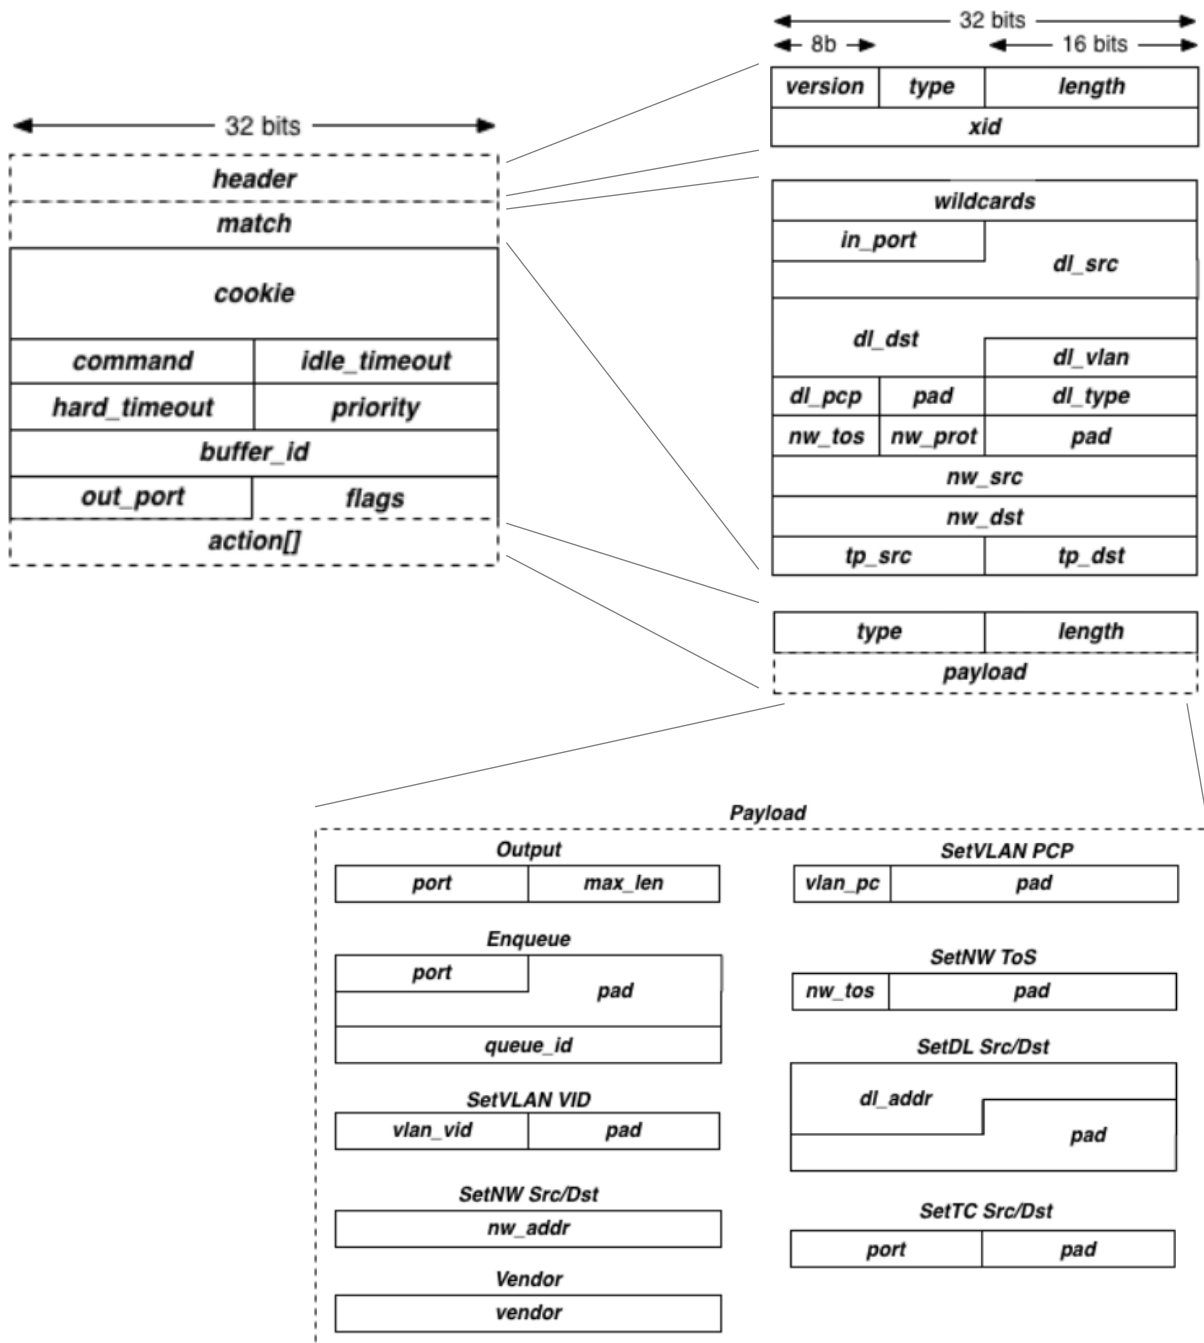 32 bits
8b
16 bits
version type length
xid
32 bits
header
match
cookie
command idle_timeout
hard_timeout priority
buffer_id
out_port flags
action[]
wildcards
in_port
dl_src
dl_dst
dl_vlan
dl_pcp pad dl_type
nw_tos nw_prot pad
nw_src
nw_dst
tp_src tp_dst
type length
payload
Payload
Output
port max_len
Enqueue
port
pad
queue_id
SetVLAN VID
vlan_vid pad
SetNW Src/Dst
nw_addr
Vendor
vendor
SetVLAN PCP
vlan_pc pad
SetNW ToS
nw_tos pad
SetDL Src/Dst
dl_addr
pad
SetTC Src/Dst
port pad